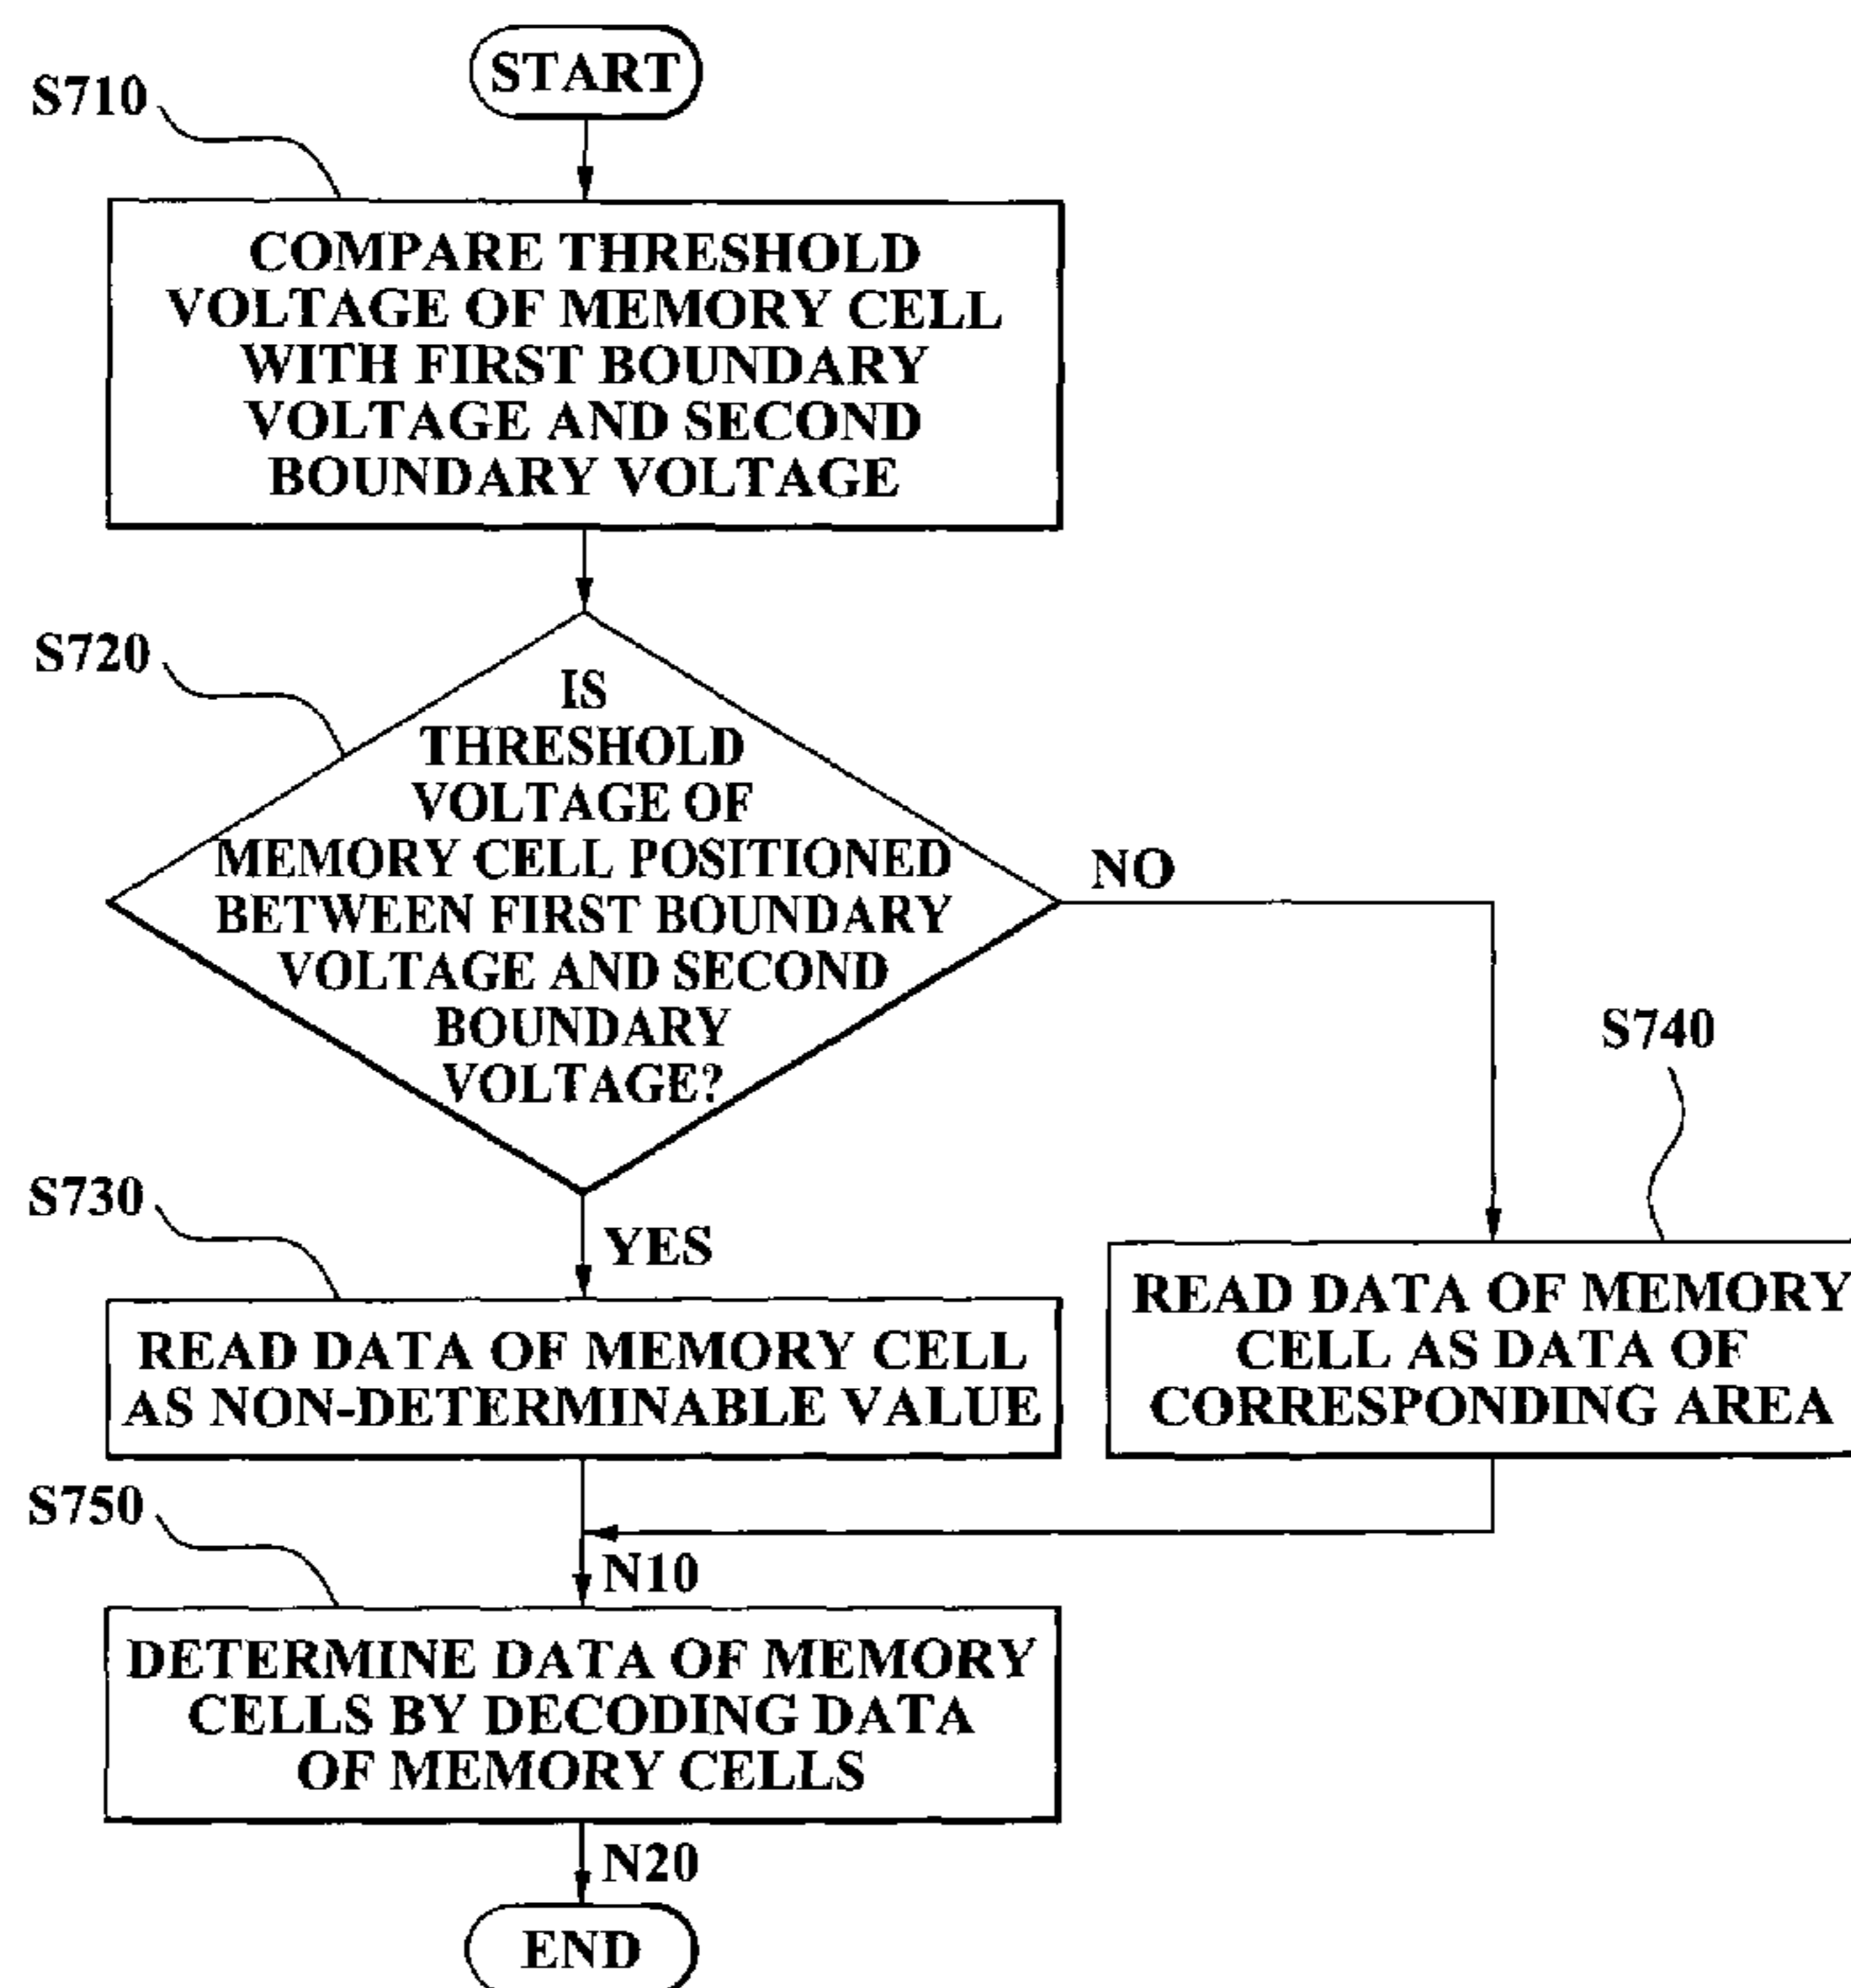 START
S710
COMPARE THRESHOLD
VOLTAGE OF MEMORY CELL
WITH FIRST BOUNDARY
VOLTAGE AND SECOND
BOUNDARY VOLTAGE
S720
IS
THRESHOLD
VOLTAGE OF
MEMORY CELL POSITIONED
BETWEEN FIRST BOUNDARY
VOLTAGE AND SECOND
BOUNDARY
VOLTAGE?
NO
S740
S730
YES
READ DATA OF MEMORY CELL
AS NON-DETERMINABLE VALUE
READ DATA OF MEMORY
CELL AS DATA OF
CORRESPONDING AREA
S750
N10
DETERMINE DATA OF MEMORY
CELLS BY DECODING DATA
OF MEMORY CELLS
N20
END